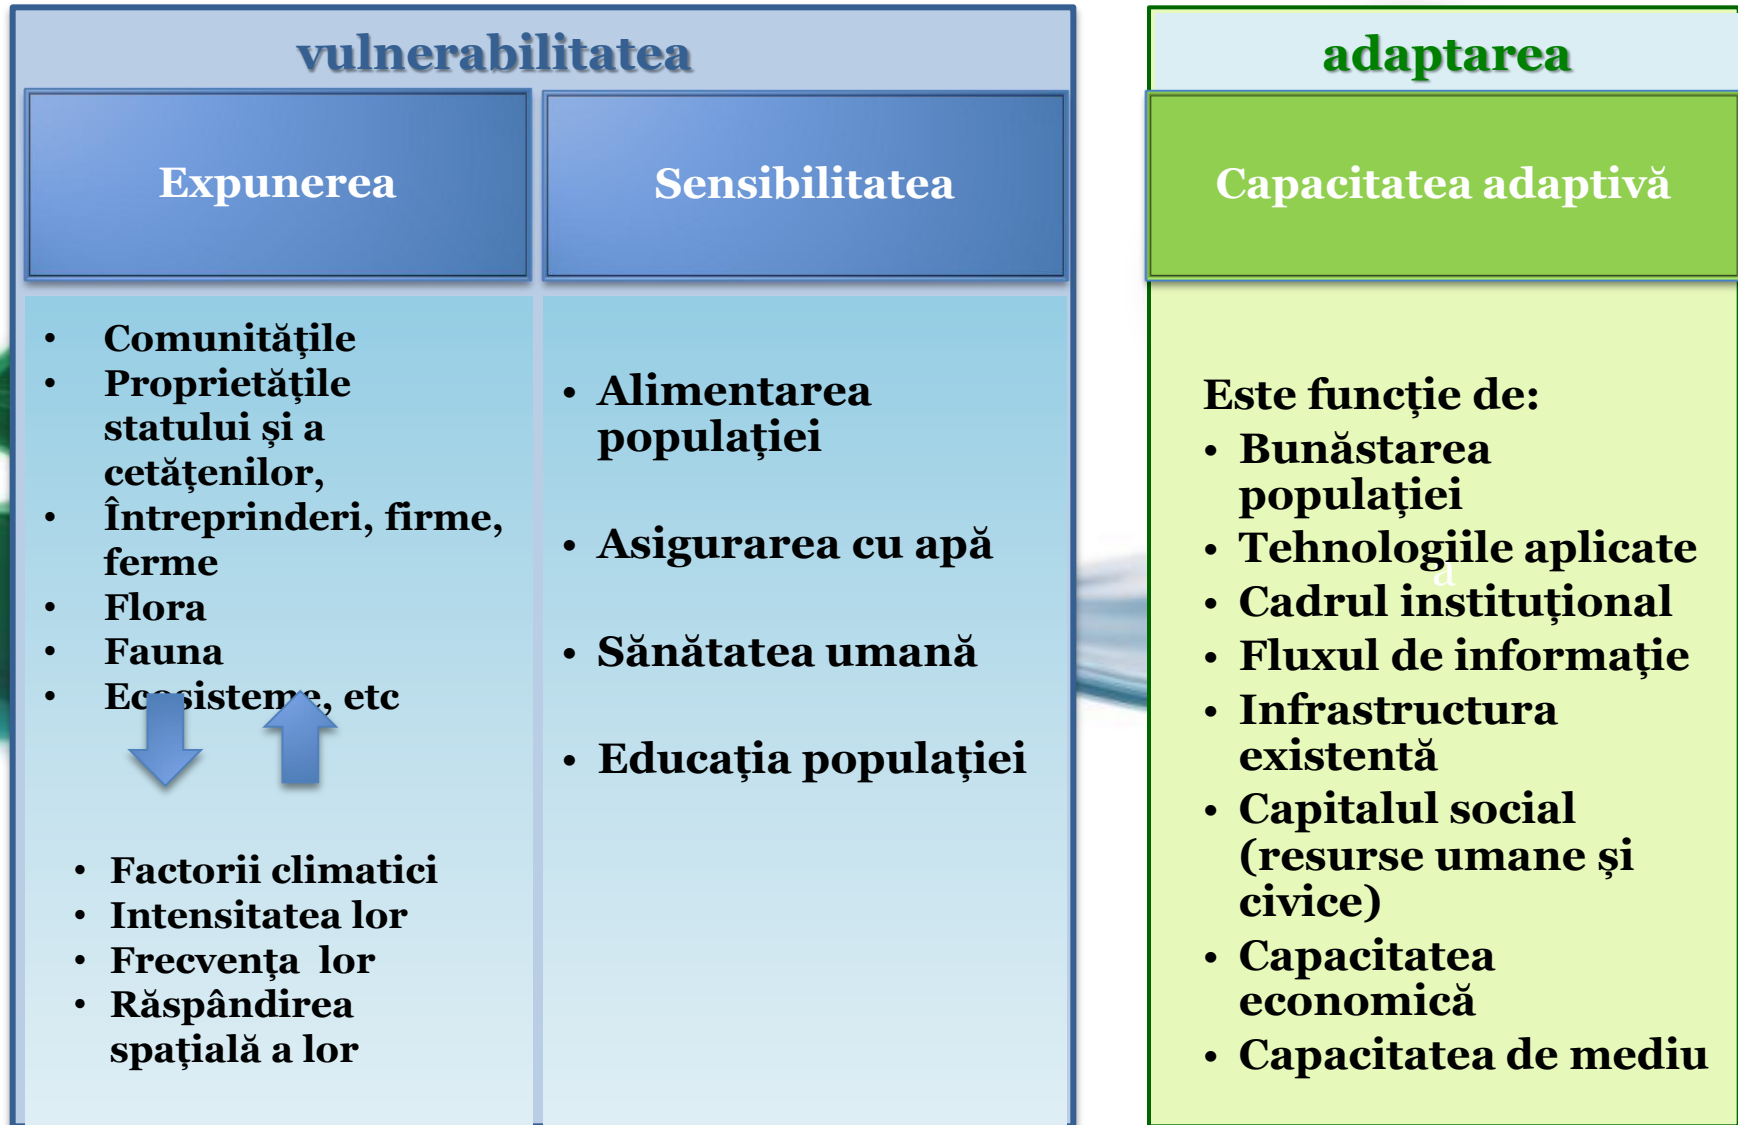 vulnerabilitatea
Expunerea
• Comunitățile
• Proprietățile
statului și a
cetățenilor,
• Întreprinderi, firme,
ferme
• Flora
• Fauna
• Ecosisteme, etc
• Factorii climatici
• Intensitatea lor
• Frecvența lor
• Răspândirea
spațială a lor
Sensibilitatea
• Alimentarea
populației
• Asigurarea cu apă
• Sănătatea umană
• Educația populației
adaptarea
Capacitatea adaptivă
Este funcție de:
• Bunăstarea
populației
• Tehnologiile aplicate
a
• Cadrul instituțional
• Fluxul de informație
• Infrastructura
existentă
• Capitalul social
(resurse umane și
civice)
• Capacitatea
economică
• Capacitatea de mediu